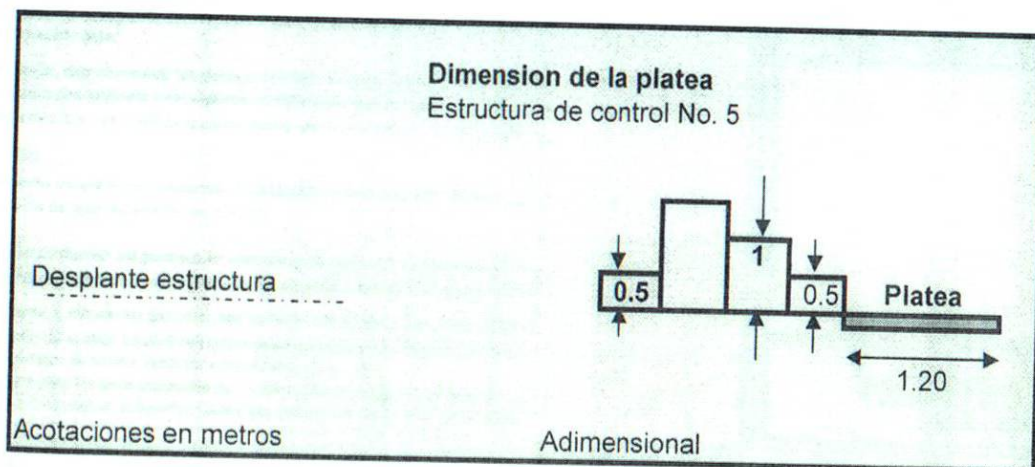 Dimension de la platea
Estructura de control No. 5
1
Desplante estructura
0.5
0.5
Platea
1.20
Acotaciones en metros
Adimensional